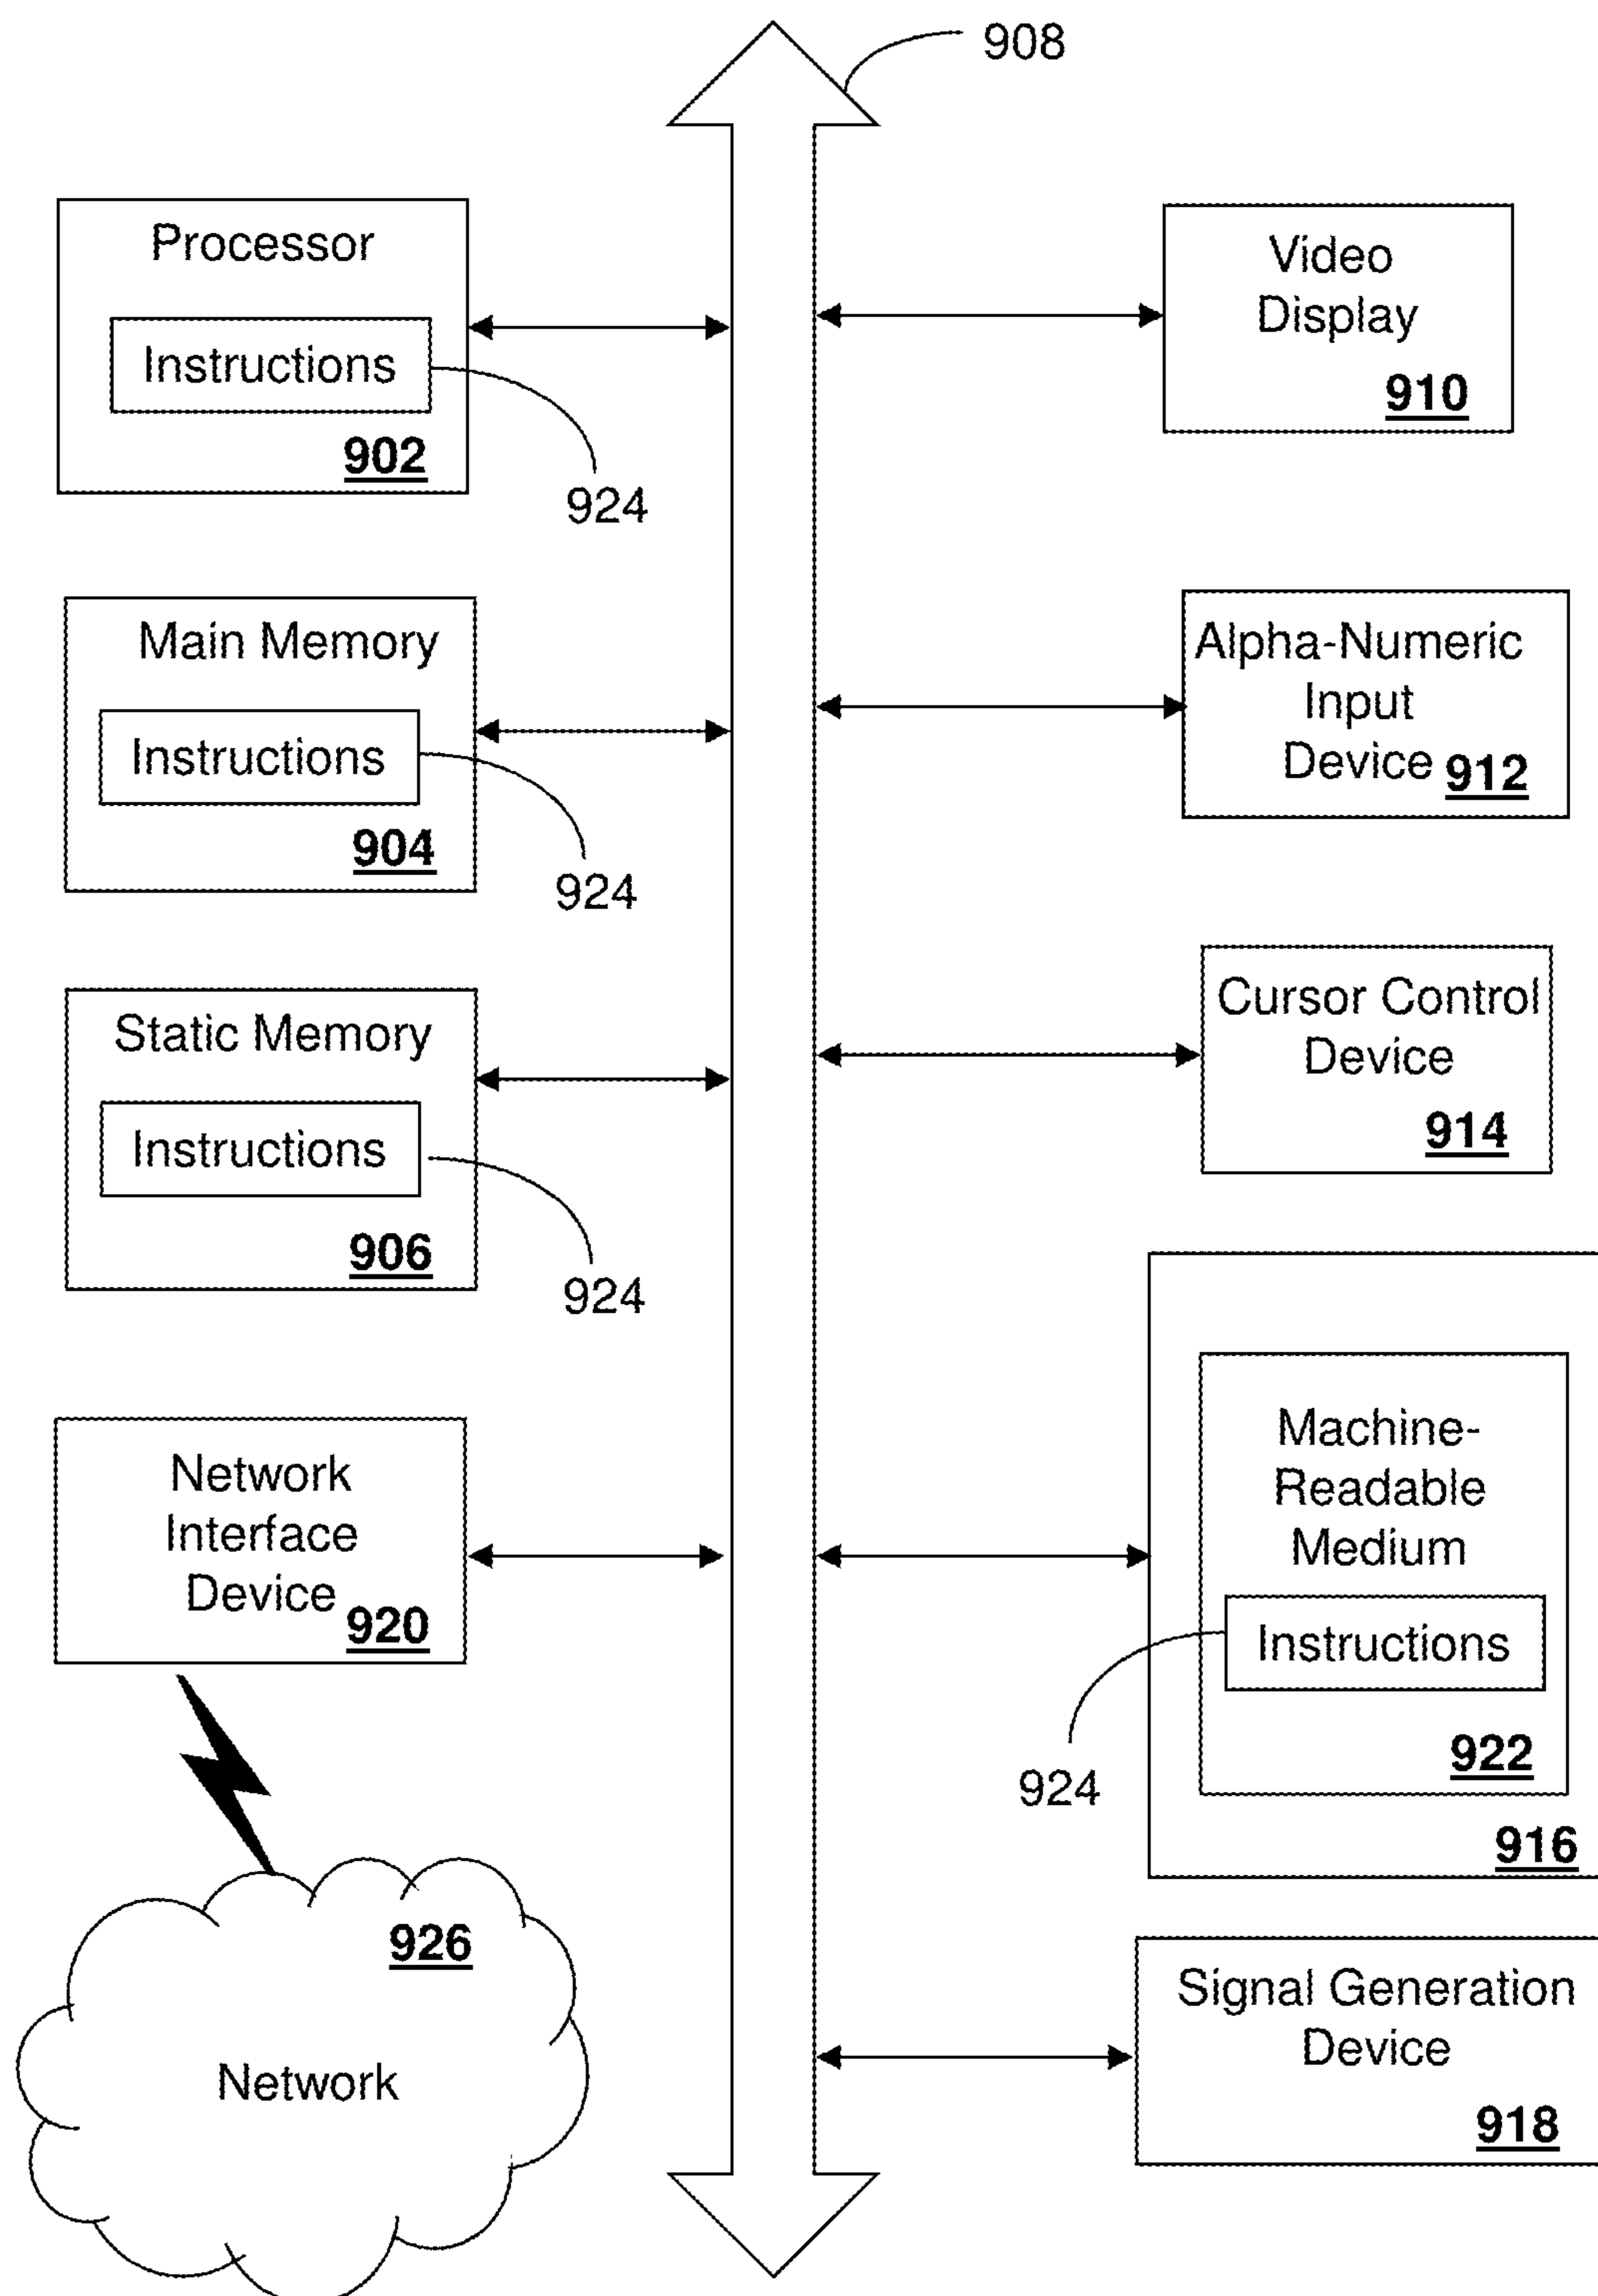 908
Processor
Instructions
902
924
Main Memory
Instructions
904
924
Static Memory
Instructions
906
924
Network
Interface
Device
920
926
Network
Video
Display
910
Alpha-Numeric
Input
Device
912
Cursor Control
Device
914
Machine-
Readable
Medium
Instructions
922
924
916
Signal Generation
Device
918